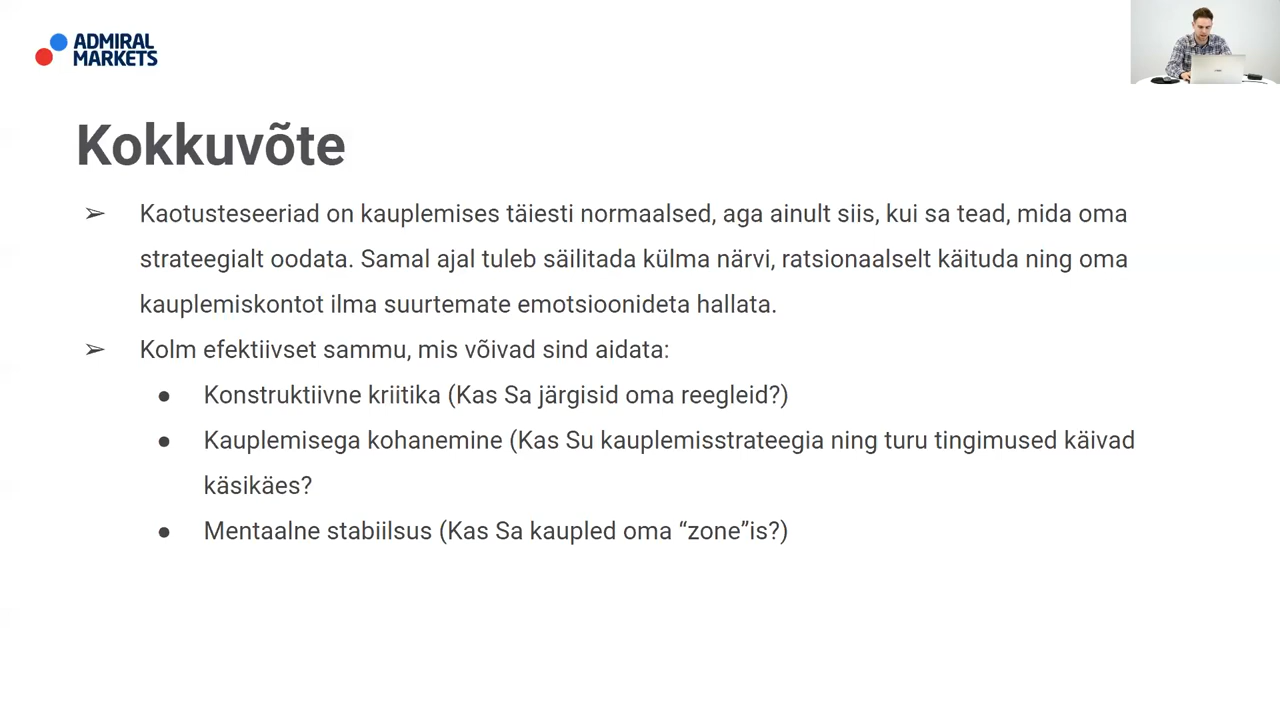 ADMIRAL
MARKETS
Kokkuvõte
➢ Kaotusteseeriad on kauplemises täiesti normaalsed, aga ainult siis, kui sa tead, mida oma
strateegialt oodata. Samal ajal tuleb säilitada külma närvi, ratsionaalselt käituda ning oma
kauplemiskontot ilma suurtemate emotsioonideta hallata.
➢ Kolm efektiivset sammu, mis võivad sind aidata:
● Konstruktiivne kriitika (Kas Sa järgisid oma reegleid?)
● Kauplemisega kohanemine (Kas Su kauplemisstrateegia ning turu tingimused käivad
käsikäes?
● Mentaalne stabiilsus (Kas Sa kaupled oma “zone”is?)